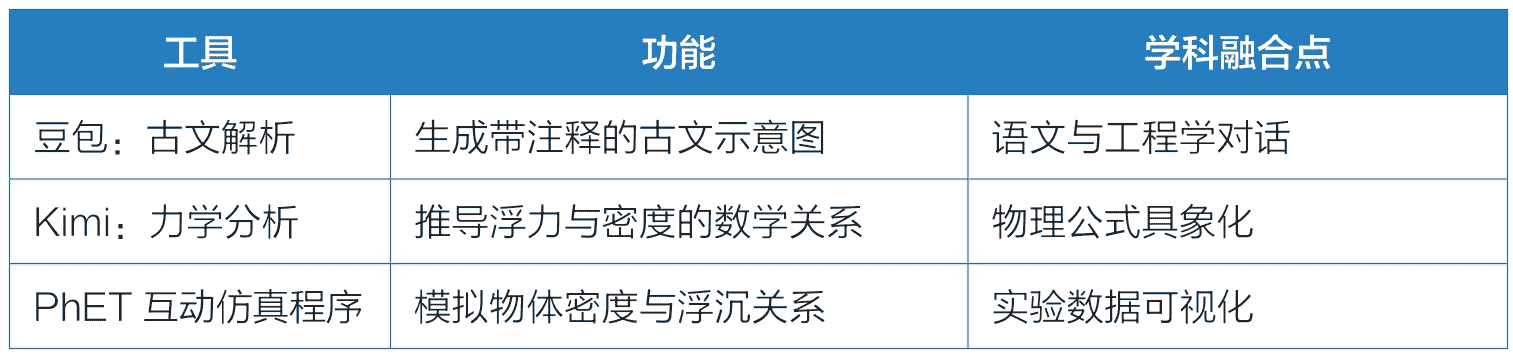 工具 功能 学科融合点
豆包：古文解析 生成带注释的古文示意图 语文与工程学对话
Kimi：力学分析 推导浮力与密度的数学关系 物理公式具象化
PhET 互动仿真程序 模拟物体密度与浮沉关系 实验数据可视化